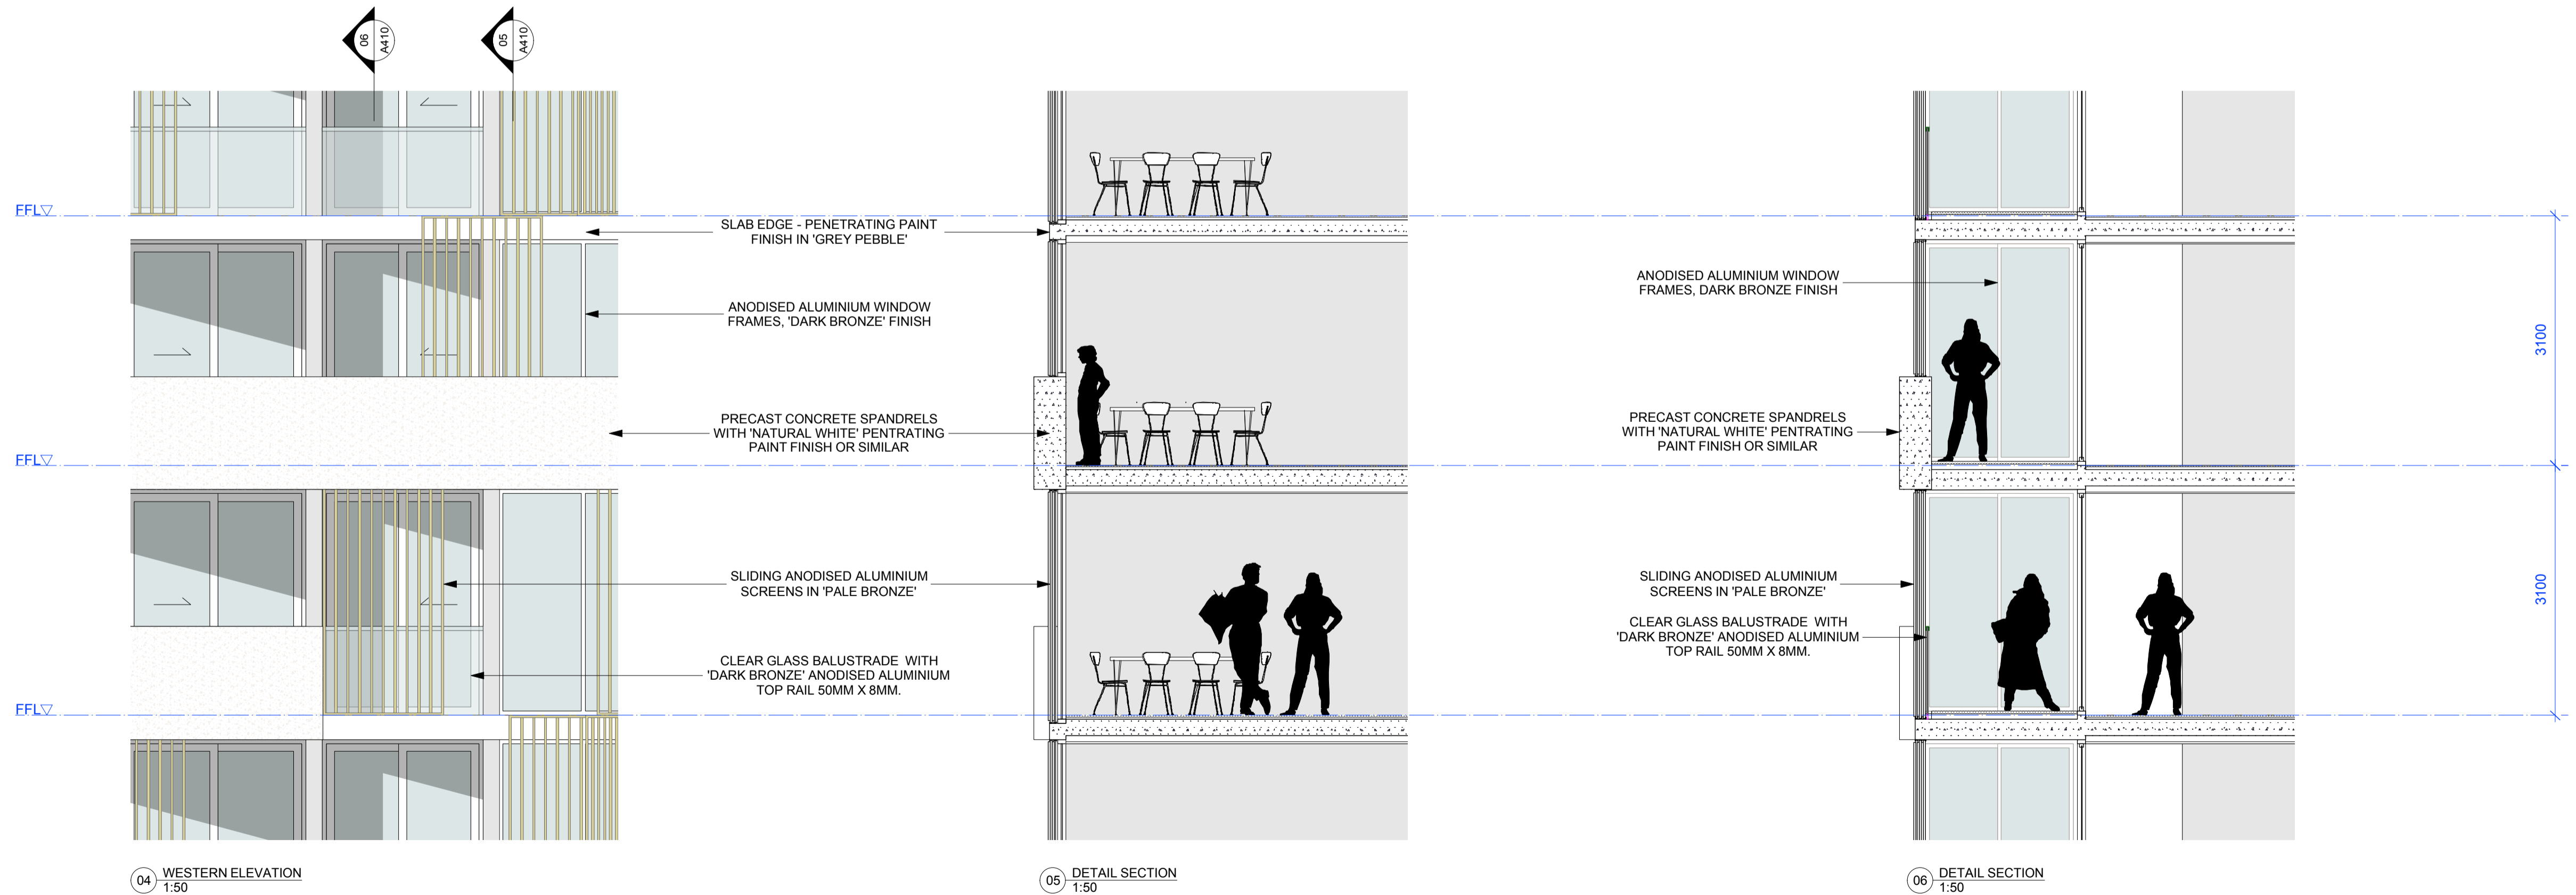 06
A410
05
A410
FFL
SLAB EDGE - PENETRATING PAINT
FINISH IN 'GREY PEBBLE'
ANODISED ALUMINIUM WINDOW
FRAMES, 'DARK BRONZE' FINISH
PRECAST CONCRETE SPANDRELS
WITH 'NATURAL WHITE' PENTRATING
PAINT FINISH OR SIMILAR
FFL
SLIDING ANODISED ALUMINIUM
SCREENS IN 'PALE BRONZE'
CLEAR GLASS BALUSTRADE WITH
'DARK BRONZE' ANODISED ALUMINIUM
TOP RAIL 50MM X 8MM.
FFL
ANODISED ALUMINIUM WINDOW
FRAMES, DARK BRONZE FINISH
PRECAST CONCRETE SPANDRELS
WITH 'NATURAL WHITE' PENTRATING
PAINT FINISH OR SIMILAR
SLIDING ANODISED ALUMINIUM
SCREENS IN 'PALE BRONZE'
CLEAR GLASS BALUSTRADE WITH
'DARK BRONZE' ANODISED ALUMINIUM
TOP RAIL 50MM X 8MM.
3100
3100
04 WESTERN ELEVATION
1:50
05 DETAIL SECTION
1:50
06 DETAIL SECTION
1:50